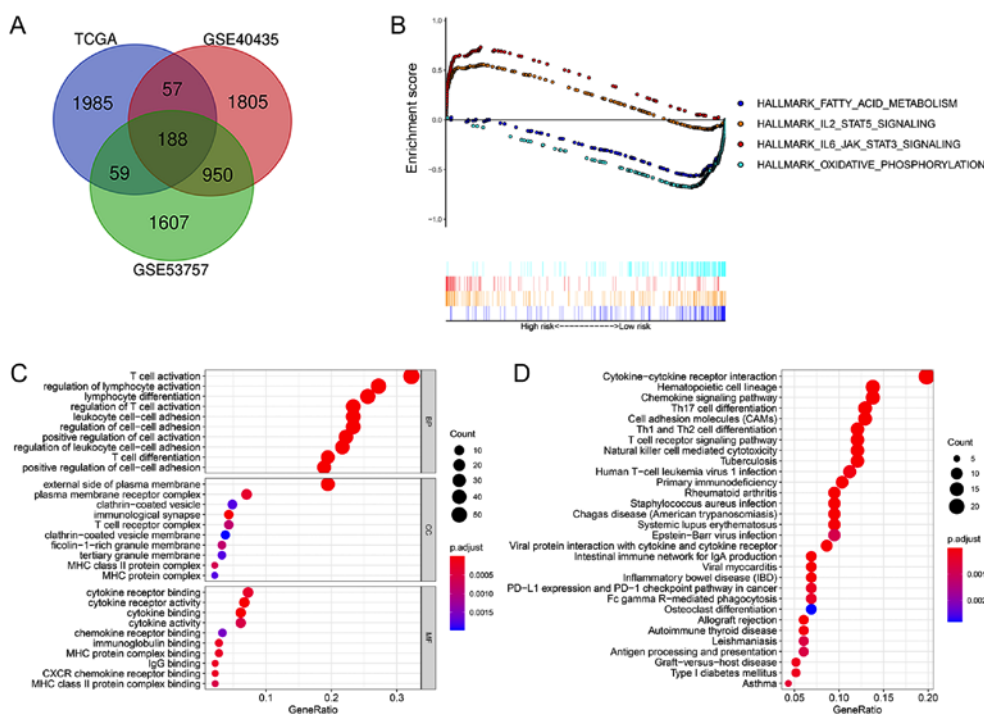 A
TCGA
GSE40435
1985
57
1805
188
59
950
1607
GSE53757
B
Enrichment score
1.0
0.5
0.0
−0.5
−1.0
HALLMARK_FATTY_ACID_METABOLISM
HALLMARK_IL2_STAT5_SIGNALING
HALLMARK_IL6_JAK_STAT3_SIGNALING
HALLMARK_OXIDATIVE_PHOSPHORYLATION
High risk<----------->Low risk
C
T cell activation
regulation of lymphocyte activation
lymphocyte differentiation
regulation of T cell activation
leukocyte cell-cell adhesion
regulation of cell-cell adhesion
positive regulation of cell activation
regulation of leukocyte cell-cell adhesion
T cell differentiation
positive regulation of cell-cell adhesion
BP
external side of plasma membrane
plasma membrane receptor complex
clathrin-coated vesicle
immunological synapse
T cell receptor complex
clathrin-coated vesicle membrane
ficolin-1-rich granule membrane
tertiary granule membrane
MHC class II protein complex
MHC protein complex
CC
cytokine receptor binding
cytokine receptor activity
cytokine binding
cytokine activity
chemokine receptor binding
immunoglobulin binding
MHC protein complex binding
IgG binding
CXCR chemokine receptor binding
MHC class II protein complex binding
MF
0.1
0.2
0.3
GeneRatio
Count
10
20
30
40
50
p.adjust
0.0005
0.0010
0.0015
D
Cytokine-cytokine receptor interaction
Hematopoietic cell lineage
Chemokine signaling pathway
Th17 cell differentiation
Cell adhesion molecules (CAMs)
Th1 and Th2 cell differentiation
T cell receptor signaling pathway
Natural killer cell mediated cytotoxicity
Tuberculosis
Human T-cell leukemia virus 1 infection
Primary immunodeficiency
Rheumatoid arthritis
Staphylococcus aureus infection
Chagas disease (American trypanosomiasis)
Systemic lupus erythematosus
Epstein-Barr virus infection
Viral protein interaction with cytokine and cytokine receptor
Intestinal immune network for IgA production
Viral myocarditis
Inflammatory bowel disease (IBD)
PD-L1 expression and PD-1 checkpoint pathway in cancer
Fc gamma R-mediated phagocytosis
Osteoclast differentiation
Allograft rejection
Autoimmune thyroid disease
Leishmaniasis
Antigen processing and presentation
Graft-versus-host disease
Type I diabetes mellitus
Asthma
0.05
0.10
0.15
0.20
GeneRatio
Count
5
10
15
20
p.adjust
0.001
0.002